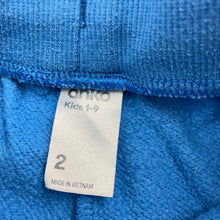 anko
Kids 1-9
2
MADE IN VIETNAM